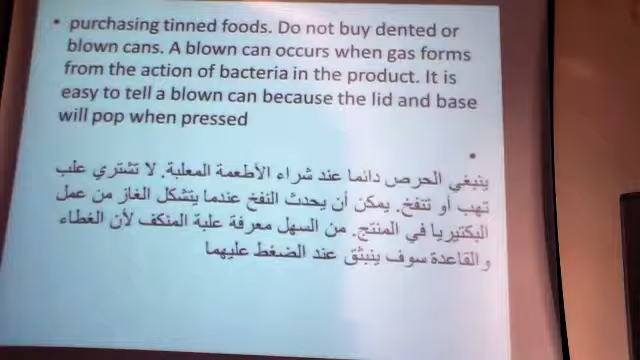 • purchasing tinned foods. Do not buy dented or
blown cans. A blown can occurs when gas forms
from the action of bacteria in the product. It is
easy to tell a blown can because the lid and base
will pop when pressed
•
ينبغي الحرص دائما عند شراء الأطعمة المعلبة. لا تشتري علب
تهب أو تنفخ. يمكن أن يحدث النفخ عندما يتشكل الغاز من عمل
البكتيريا في المنتج. من السهل معرفة علبة المنكف لأن الغطاء
و القاعدة سوف ينبثق عند الضغط عليهما